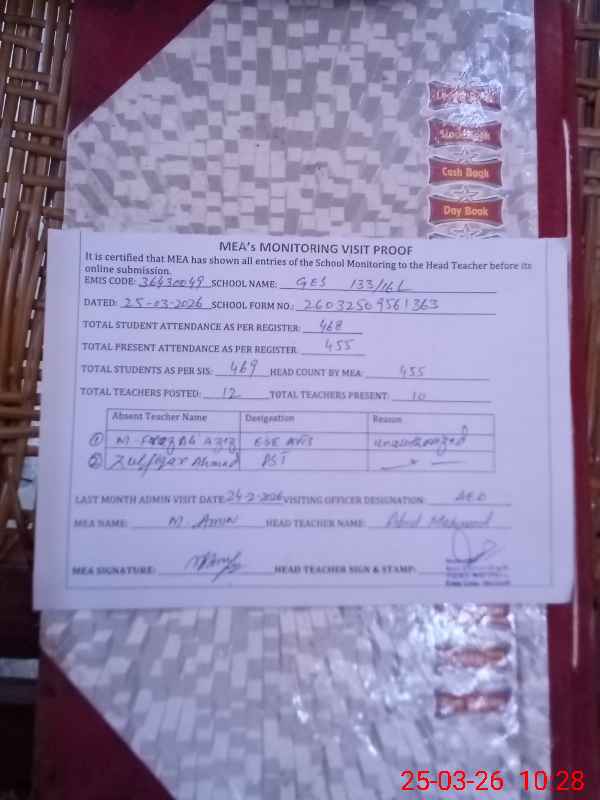 Stock Book
Cash Book
Day Book
MEA's MONITORING VISIT PROOF
It is certified that MEA has shown all entries of the School Monitoring to the Head Teacher before its
online submission.
EMIS CODE: 36430049 SCHOOL NAME: GES 133/16L
DATED: 25-03-2026 SCHOOL FORM NO.: 26032509561363
TOTAL STUDENT ATTENDANCE AS PER REGISTER: 468
TOTAL PRESENT ATTENDANCE AS PER REGISTER 455
TOTAL STUDENTS AS PER SIS: 469 HEAD COUNT BY MEA: 455
TOTAL TEACHERS POSTED: 12 TOTAL TEACHERS PRESENT: 10
Absent Teacher Name Designation Reason
① M. Aziz ESE unauthorized
② Zulfiqar Ahmad PST — 〃 —
LAST MONTH ADMIN VISIT DATE: 24-2-2026 VISITING OFFICER DESIGNATION: AEO
MEA NAME: M. Amin HEAD TEACHER NAME: Abid Mehmood
MEA SIGNATURE: HEAD TEACHER SIGN & STAMP:
25-03-26 10:28